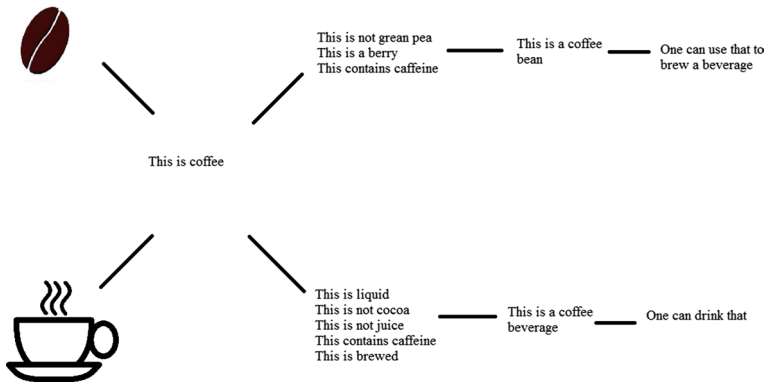 This is not grean pea
This is a berry
This contains caffeine
This is a coffee
bean
One can use that to
brew a beverage
This is coffee
This is liquid
This is not cocoa
This is not juice
This contains caffeine
This is brewed
This is a coffee
beverage
One can drink that